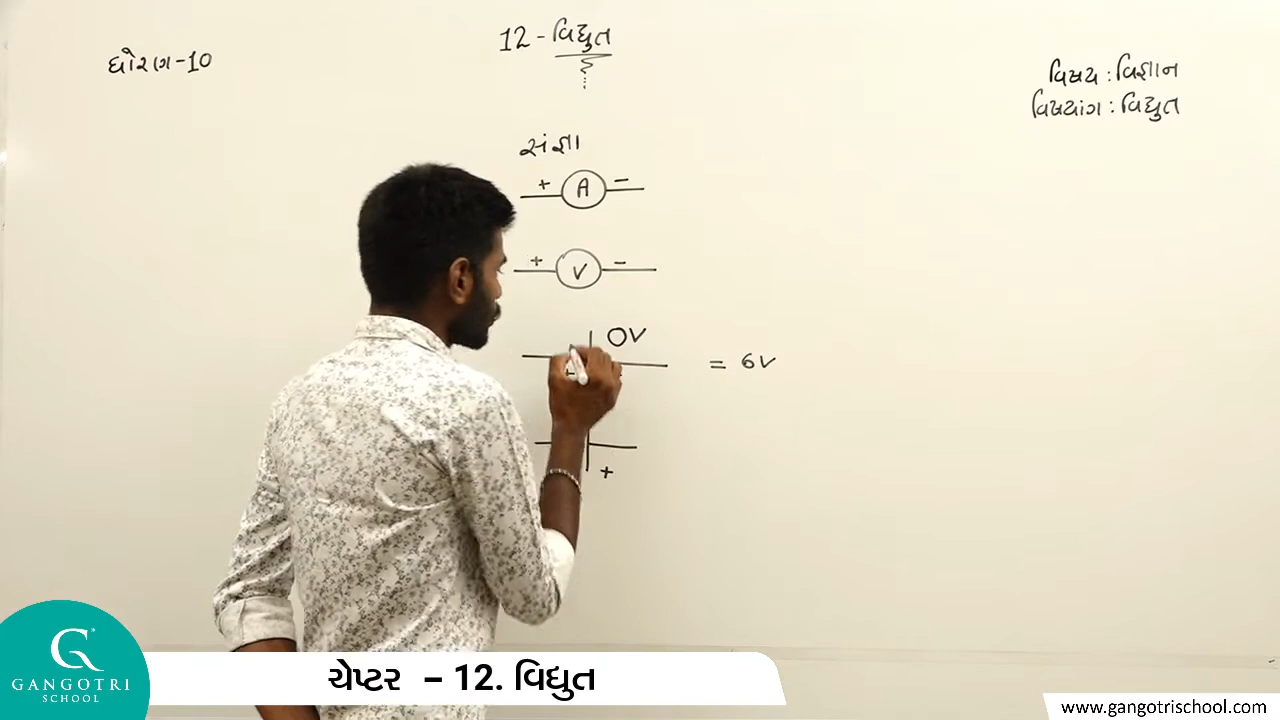 12 - વિદ્યુત
ધોરણ - 10
વિષય : વિજ્ઞાન
વિષયાંગ : વિદ્યુત
સંજ્ઞા
+ A -
+ V -
0V
= 6V
+
GANGOTRI
SCHOOL
ચેપ્ટર – 12. વિદ્યુત
www.gangotrischool.com